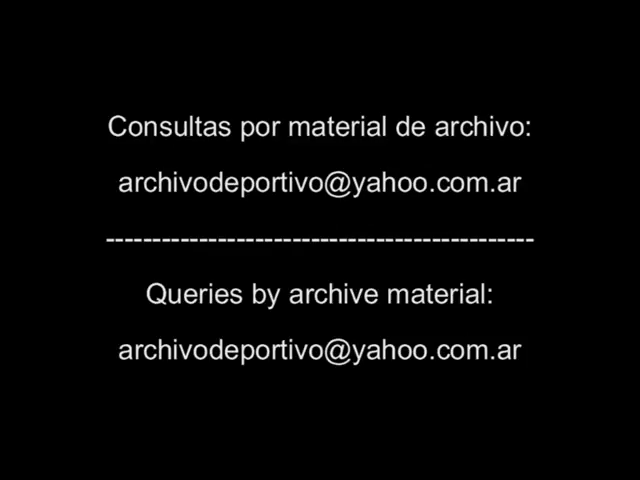 Consultas por material de archivo:
archivodeportivo@yahoo.com.ar
----------------------------------------------
Queries by archive material:
archivodeportivo@yahoo.com.ar